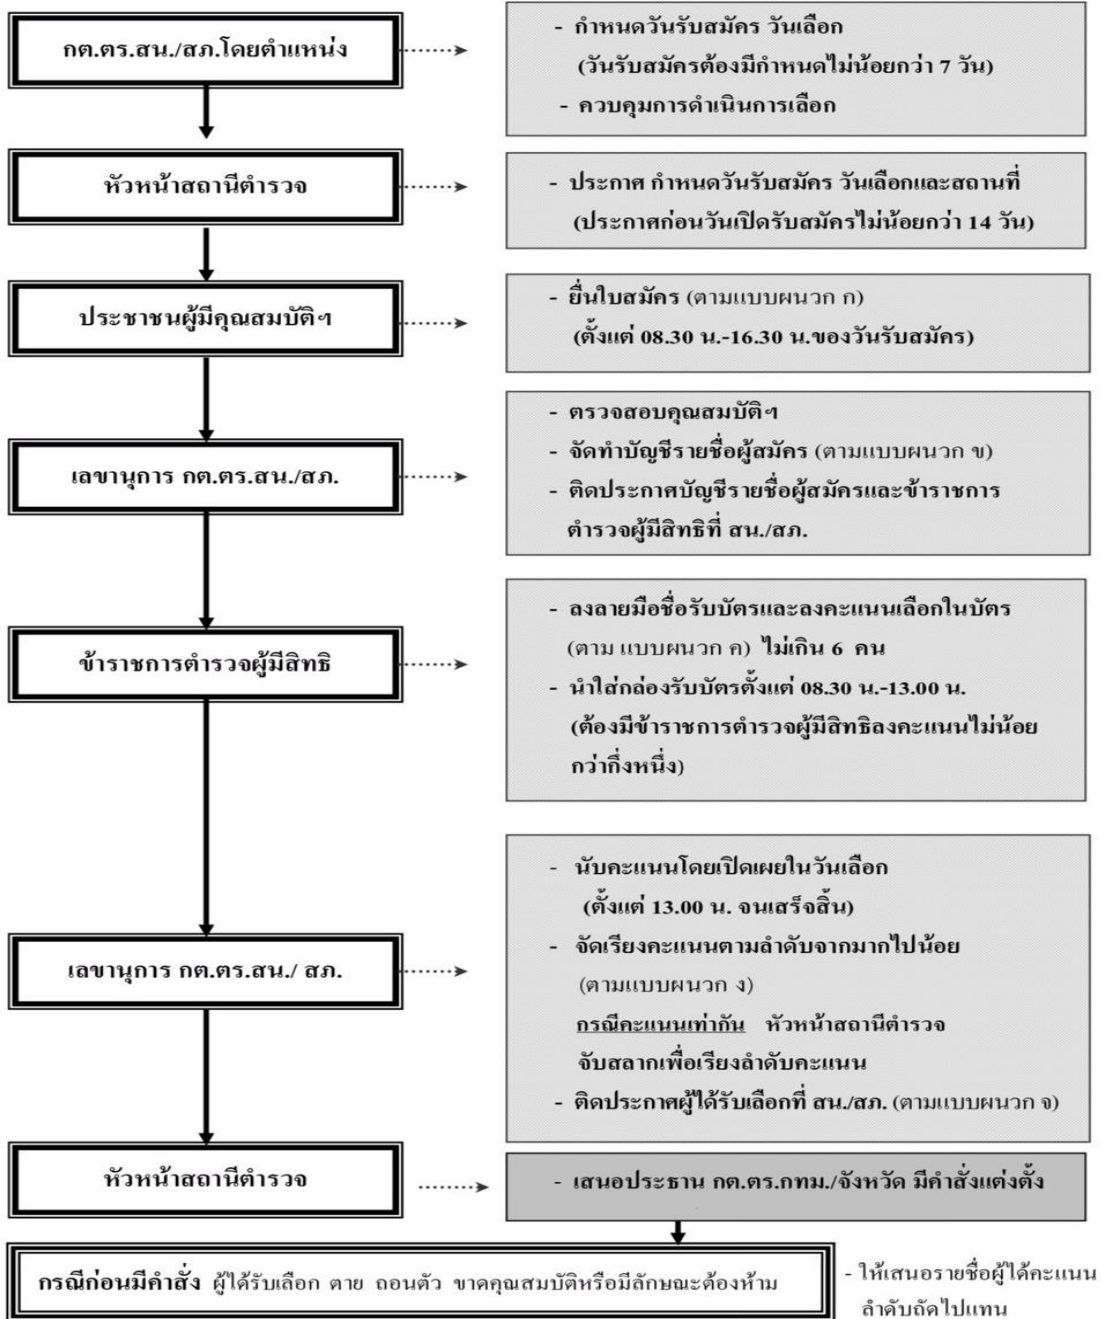 กต.ตร.สน./สภ.โดยตำแหน่ง
- กำหนดวันรับสมัคร วันเลือก
(วันรับสมัครต้องมีกำหนดไม่น้อยกว่า 7 วัน)
- ควบคุมการดำเนินการเลือก
หัวหน้าสถานีตำรวจ
- ประกาศ กำหนดวันรับสมัคร วันเลือกและสถานที่
(ประกาศก่อนวันเปิดรับสมัครไม่น้อยกว่า 14 วัน)
ประชาชนผู้มีคุณสมบัติฯ
- ยื่นใบสมัคร (ตามแบบผนวก ก)
(ตั้งแต่ 08.30 น.-16.30 น.ของวันรับสมัคร)
เลขานุการ กต.ตร.สน./สภ.
- ตรวจสอบคุณสมบัติฯ
- จัดทำบัญชีรายชื่อผู้สมัคร (ตามแบบผนวก ข)
- ติดประกาศบัญชีรายชื่อผู้สมัครและข้าราชการ
ตำรวจผู้มีสิทธิที่ สน./สภ.
ข้าราชการตำรวจผู้มีสิทธิ
- ลงลายมือชื่อรับบัตรและลงคะแนนเลือกในบัตร
(ตาม แบบผนวก ค) ไม่เกิน 6 คน
- นำใส่กล่องรับบัตรตั้งแต่ 08.30 น.-13.00 น.
(ต้องมีข้าราชการตำรวจผู้มีสิทธิลงคะแนนไม่น้อย
กว่ากึ่งหนึ่ง)
เลขานุการ กต.ตร.สน./ สภ.
- นับคะแนนโดยเปิดเผยในวันเลือก
(ตั้งแต่ 13.00 น. จนเสร็จสิ้น)
- จัดเรียงคะแนนตามลำดับจากมากไปน้อย
(ตามแบบผนวก ง)
กรณีคะแนนเท่ากัน หัวหน้าสถานีตำรวจ
จับสลากเพื่อเรียงลำดับคะแนน
- ติดประกาศผู้ได้รับเลือกที่ สน./สภ. (ตามแบบผนวก จ)
หัวหน้าสถานีตำรวจ
- เสนอประธาน กต.ตร.กทม./จังหวัด มีคำสั่งแต่งตั้ง
กรณีก่อนมีคำสั่ง ผู้ได้รับเลือก ตาย ถอนตัว ขาดคุณสมบัติหรือมีลักษณะต้องห้าม
- ให้เสนอรายชื่อผู้ได้คะแนน
ลำดับถัดไปแทน